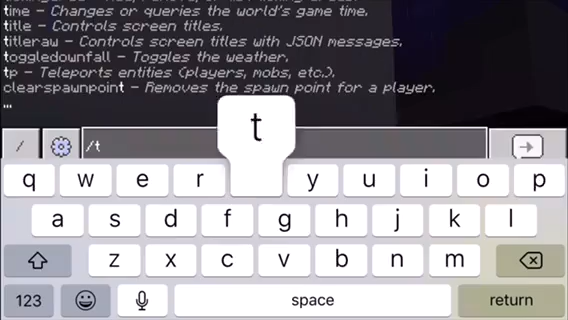 time – Changes or queries the world's game time.
title – Controls screen titles.
titleraw – Controls screen titles with JSON messages.
toggledownfall – Toggles the weather.
tp – Teleports entities (players, mobs, etc.).
clearspawnpoint – Removes the spawn point for a player.
...
/ /t
t
q w e r y u i o p
a s d f g h j k l
z x c v b n m
123 space return